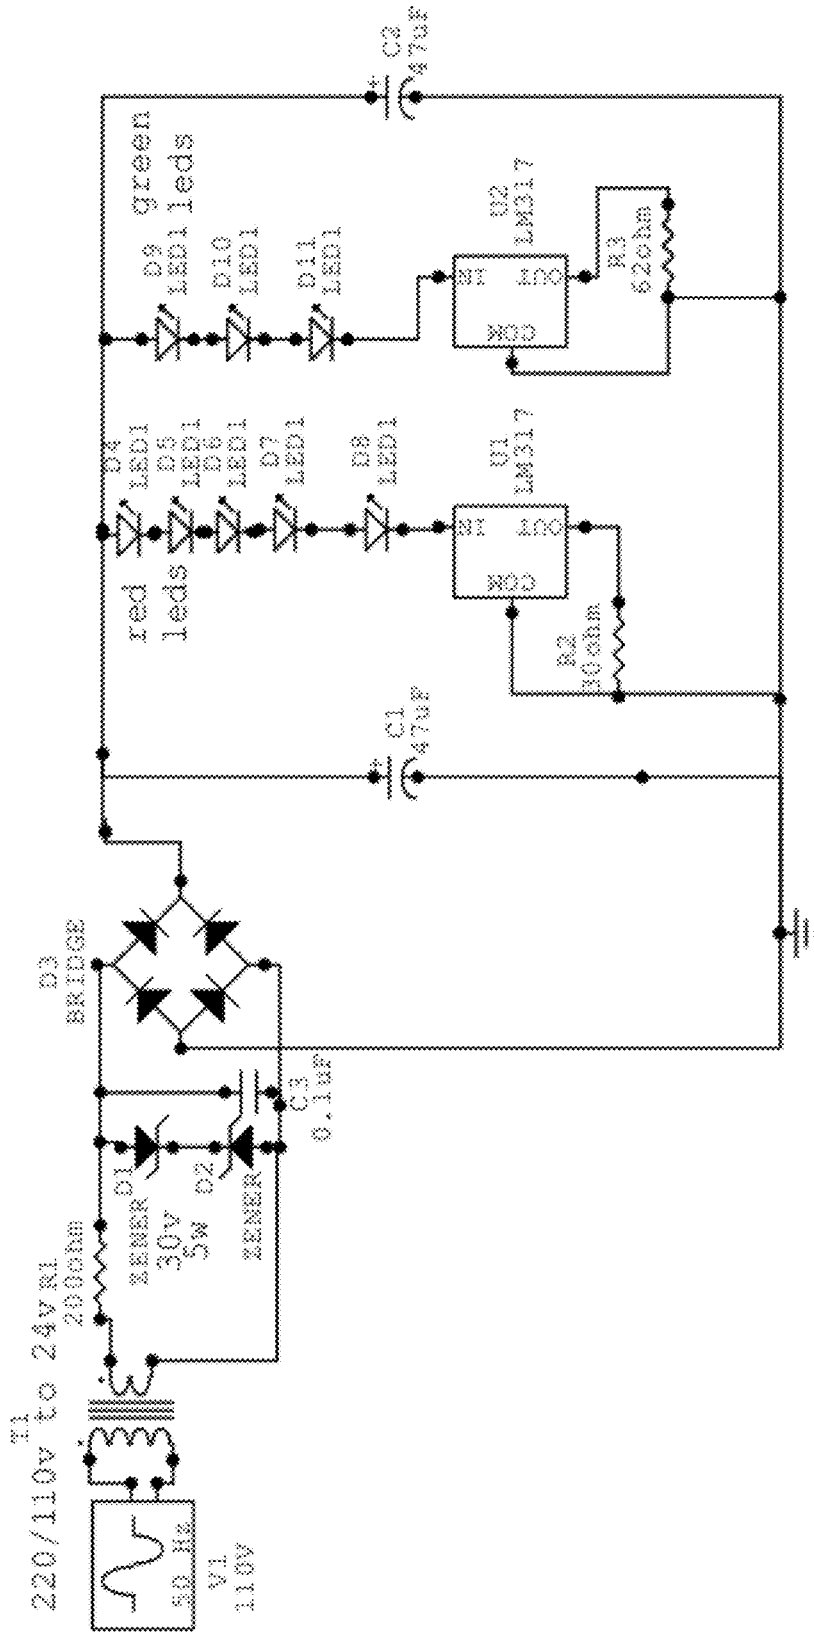 T1
220/110v to 24v
50 Hz
V1
110V
R1
200ohm
D1
ZENER
30v
5w
D2
ZENER
C3
0.1uF
D3
BRIDGE
C1
47uF
+
red
leds
D4
LED1
D5
LED1
D6
LED1
D7
LED1
D8
LED1
U1
LM317
IN
OUT
COM
R2
30ohm
green
leds
D9
LED1
D10
LED1
D11
LED1
U2
LM317
IN
OUT
COM
R3
62ohm
C2
47uF
+